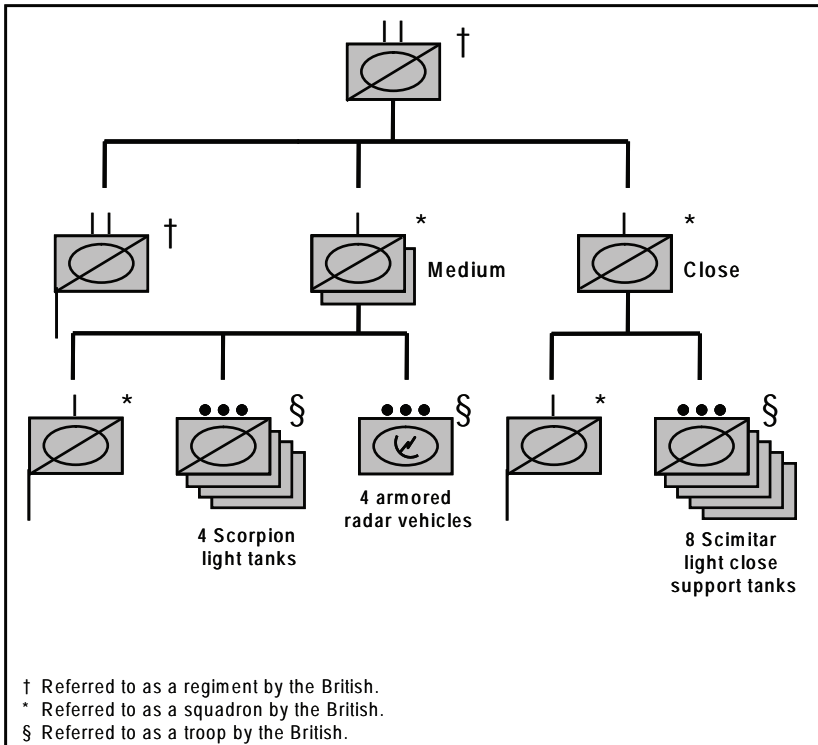 †
† * Medium * Close
* § § * §
4 Scorpion
light tanks
4 armored
radar vehicles
8 Scimitar
light close
support tanks
† Referred to as a regiment by the British.
* Referred to as a squadron by the British.
§ Referred to as a troop by the British.